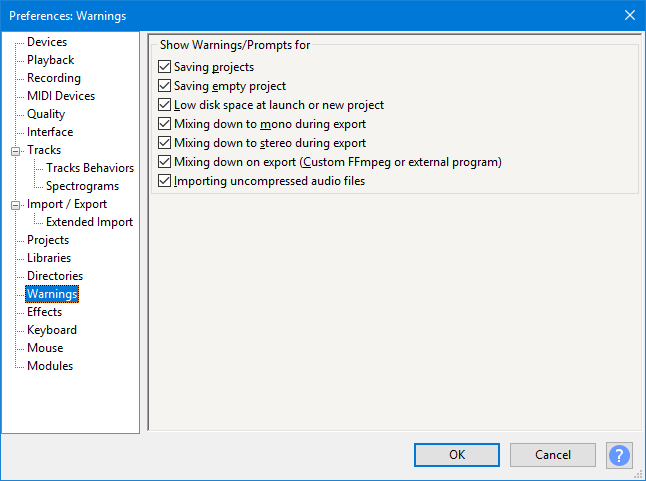 Preferences: Warnings
Devices
Playback
Recording
MIDI Devices
Quality
Interface
Tracks
Tracks Behaviors
Spectrograms
Import / Export
Extended Import
Projects
Libraries
Directories
Warnings
Effects
Keyboard
Mouse
Modules
Show Warnings/Prompts for
Saving projects
Saving empty project
Low disk space at launch or new project
Mixing down to mono during export
Mixing down to stereo during export
Mixing down on export (Custom FFmpeg or external program)
Importing uncompressed audio files
OK
Cancel
?